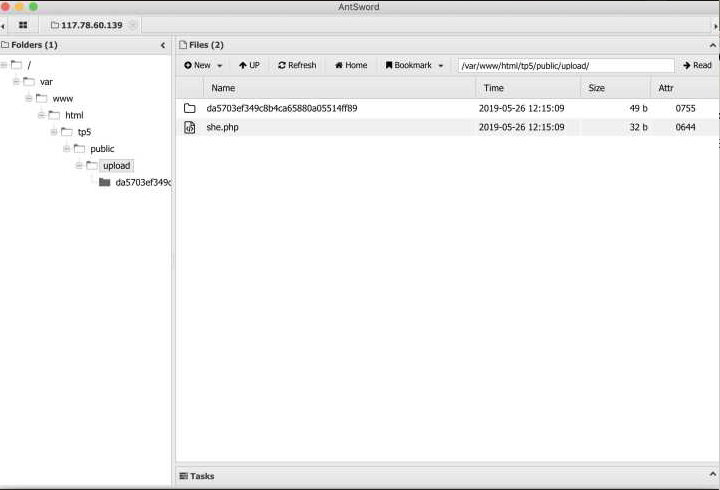 AntSword
117.78.60.139
Folders (1)
Files (2)
New UP Refresh Home Bookmark /var/www/html/tp5/public/upload/ Read
Name Time Size Attr
da5703ef349c8b4ca65880a05514ff89 2019-05-26 12:15:09 49 b 0755
she.php 2019-05-26 12:15:09 32 b 0644
/
var
www
html
tp5
public
upload
da5703ef349c
Tasks